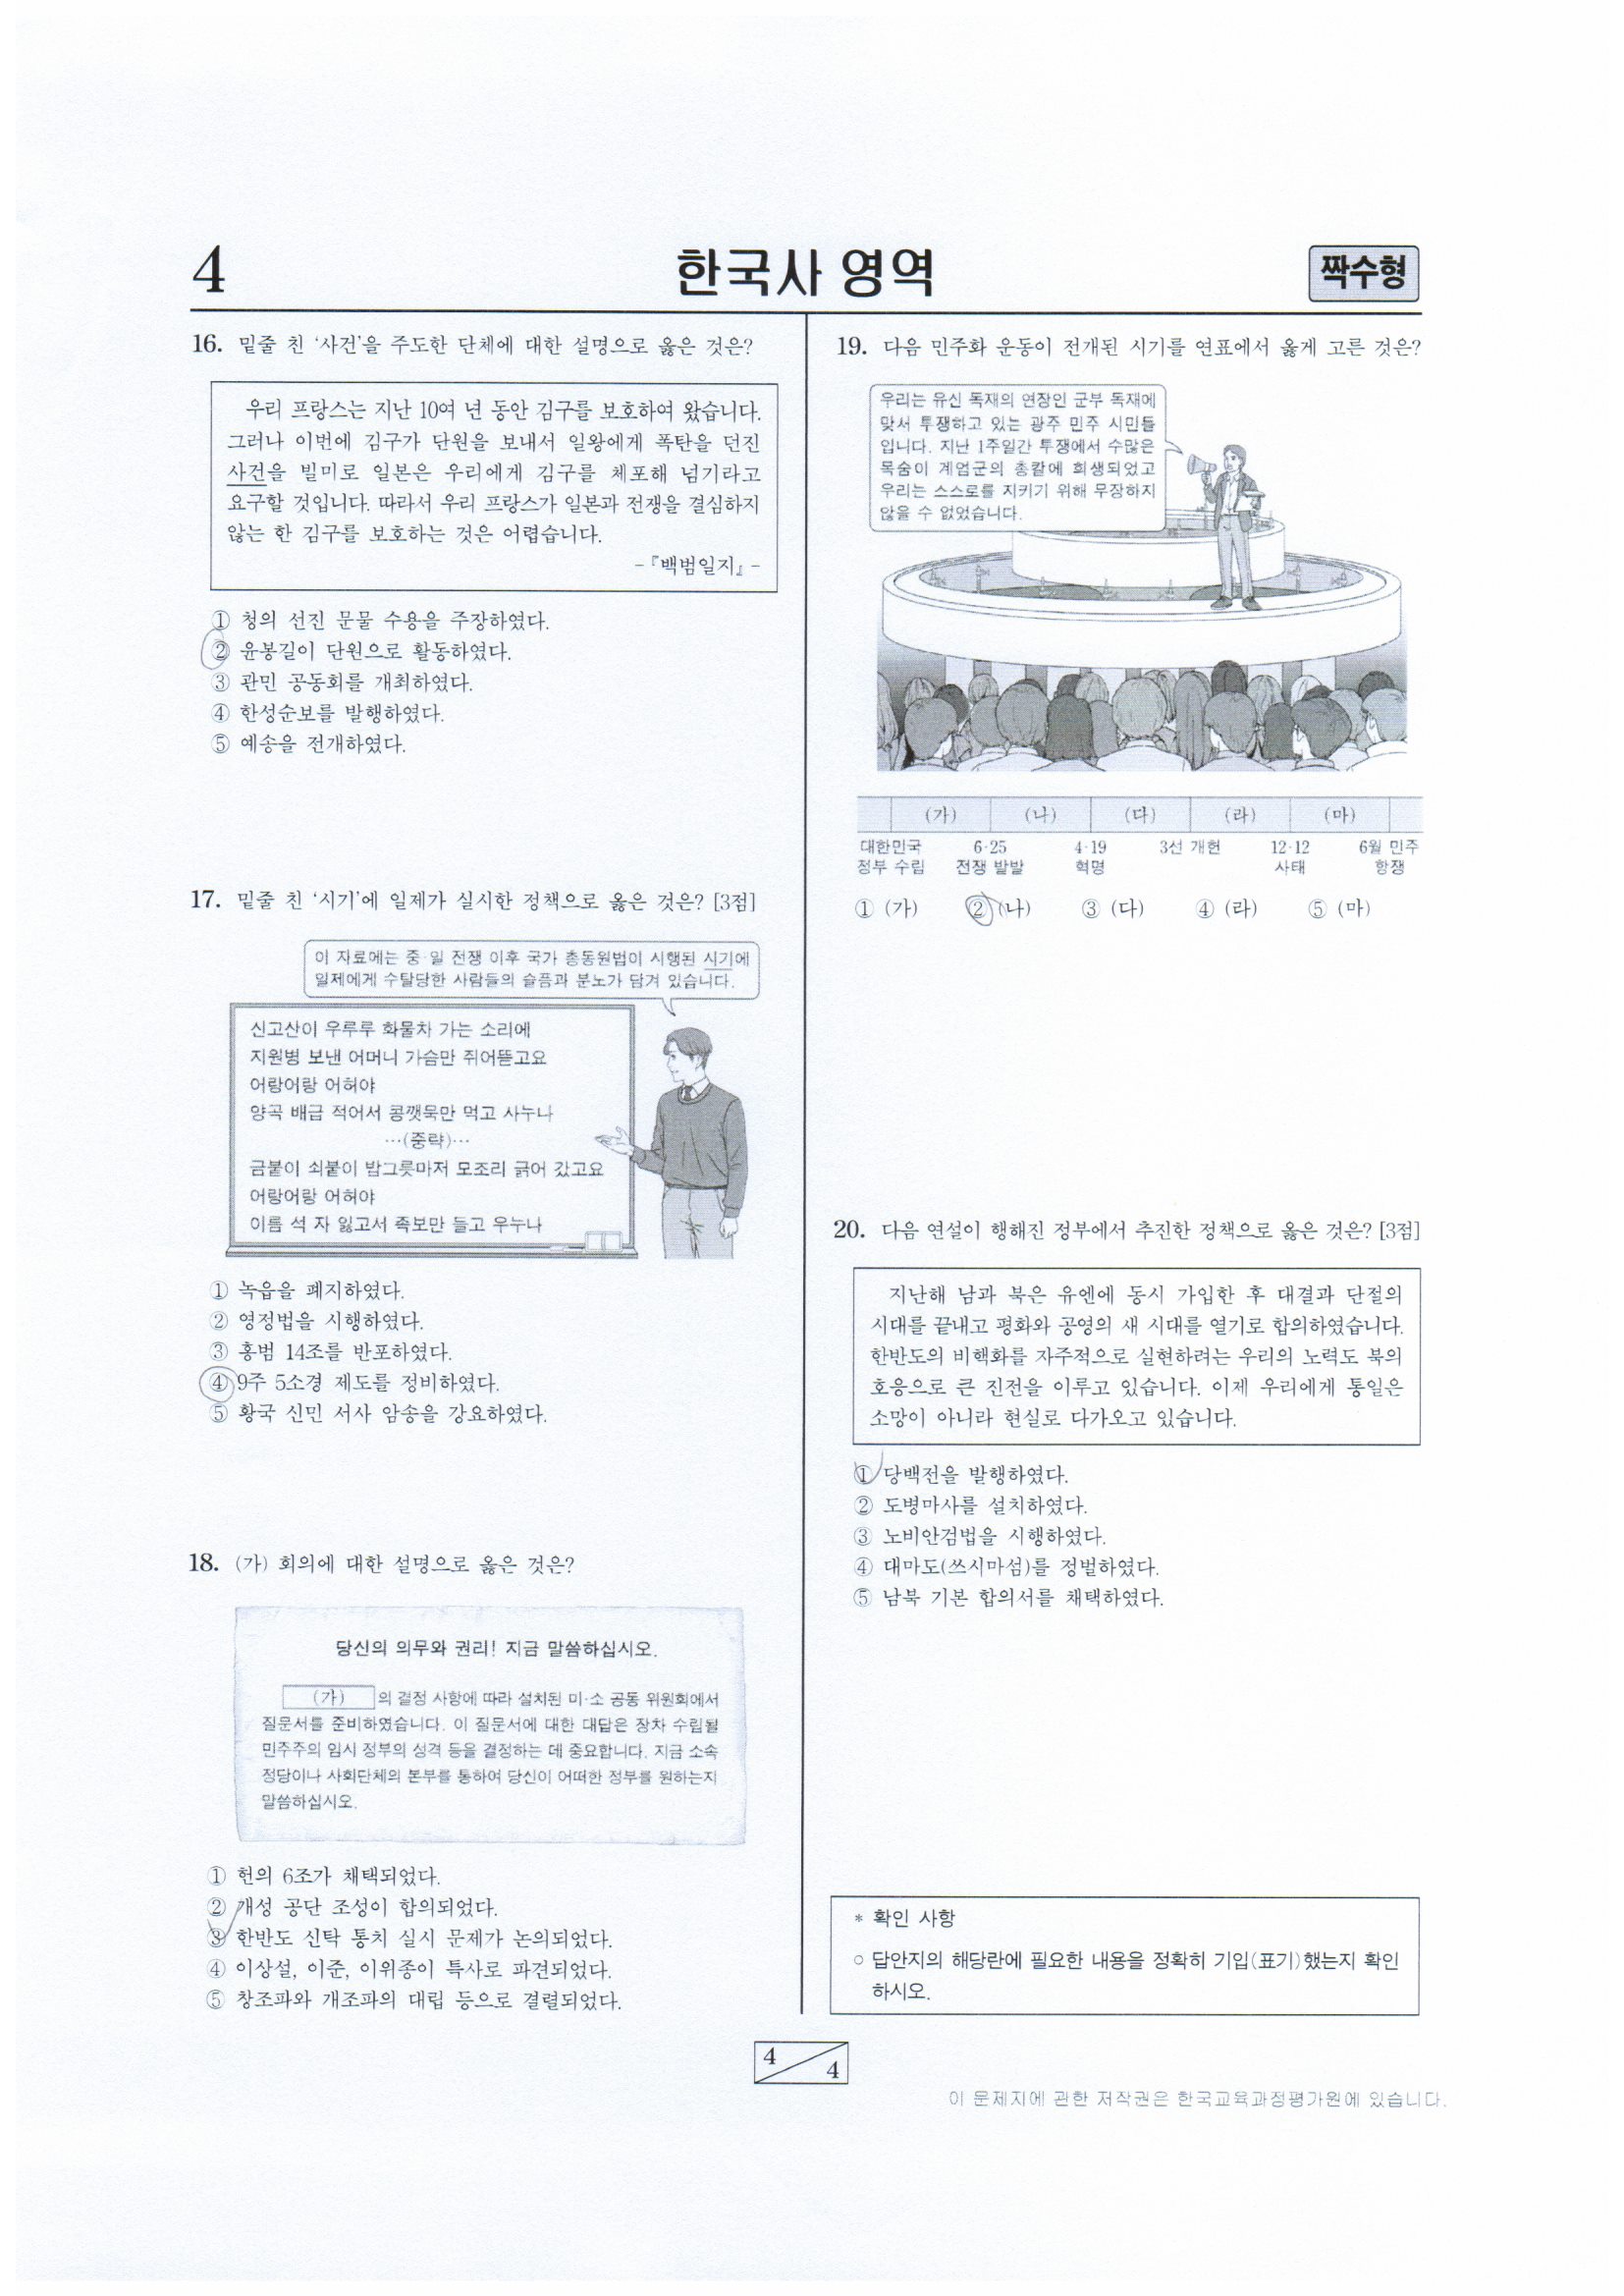 4
한국사 영역
짝수형
16. 밑줄 친 ‘사건’을 주도한 단체에 대한 설명으로 옳은 것은?
우리 프랑스는 지난 10여 년 동안 김구를 보호하여 왔습니다.
그러나 이번에 김구가 단원을 보내서 일왕에게 폭탄을 던진
사건을 빌미로 일본은 우리에게 김구를 체포해 넘기라고
요구할 것입니다. 따라서 우리 프랑스가 일본과 전쟁을 결심하지
않는 한 김구를 보호하는 것은 어렵습니다.
-『백범일지』-
① 청의 선진 문물 수용을 주장하였다.
② 윤봉길이 단원으로 활동하였다.
③ 관민 공동회를 개최하였다.
④ 한성순보를 발행하였다.
⑤ 예송을 전개하였다.
17. 밑줄 친 ‘시기’에 일제가 실시한 정책으로 옳은 것은? [3점]
이 자료에는 중·일 전쟁 이후 국가 총동원법이 시행된 시기에
일제에게 수탈당한 사람들의 슬픔과 분노가 담겨 있습니다.
신고산이 우루루 화물차 가는 소리에
지원병 보낸 어머니 가슴만 쥐어뜯고요
어랑어랑 어허야
양곡 배급 적어서 콩깻묵만 먹고 사누나
…(중략)…
금붙이 쇠붙이 밥그릇마저 모조리 긁어 갔고요
어랑어랑 어허야
이름 석 자 잃고서 족보만 들고 우누나
① 녹읍을 폐지하였다.
② 영정법을 시행하였다.
③ 홍범 14조를 반포하였다.
④ 9주 5소경 제도를 정비하였다.
⑤ 황국 신민 서사 암송을 강요하였다.
18. (가) 회의에 대한 설명으로 옳은 것은?
당신의 의무와 권리! 지금 말씀하십시오.
(가) 의 결정 사항에 따라 설치된 미·소 공동 위원회에서
질문서를 준비하였습니다. 이 질문서에 대한 대답은 장차 수립될
민주주의 임시 정부의 성격 등을 결정하는 데 중요합니다. 지금 소속
정당이나 사회단체의 본부를 통하여 당신이 어떠한 정부를 원하는지
말씀하십시오.
① 헌의 6조가 채택되었다.
② 개성 공단 조성이 합의되었다.
③ 한반도 신탁 통치 실시 문제가 논의되었다.
④ 이상설, 이준, 이위종이 특사로 파견되었다.
⑤ 창조파와 개조파의 대립 등으로 결렬되었다.
19. 다음 민주화 운동이 전개된 시기를 연표에서 옳게 고른 것은?
우리는 유신 독재의 연장인 군부 독재에
맞서 투쟁하고 있는 광주 민주 시민들
입니다. 지난 1주일간 투쟁에서 수많은
목숨이 계엄군의 총칼에 희생되었고
우리는 스스로를 지키기 위해 무장하지
않을 수 없었습니다.
(가) (나) (다) (라) (마)
대한민국 6·25 4·19 3선 개헌 12·12 6월 민주
정부 수립 전쟁 발발 혁명 사태 항쟁
① (가) ② (나) ③ (다) ④ (라) ⑤ (마)
20. 다음 연설이 행해진 정부에서 추진한 정책으로 옳은 것은? [3점]
지난해 남과 북은 유엔에 동시 가입한 후 대결과 단절의
시대를 끝내고 평화와 공영의 새 시대를 열기로 합의하였습니다.
한반도의 비핵화를 자주적으로 실현하려는 우리의 노력도 북의
호응으로 큰 진전을 이루고 있습니다. 이제 우리에게 통일은
소망이 아니라 현실로 다가오고 있습니다.
① 당백전을 발행하였다.
② 도병마사를 설치하였다.
③ 노비안검법을 시행하였다.
④ 대마도(쓰시마섬)를 정벌하였다.
⑤ 남북 기본 합의서를 채택하였다.
* 확인 사항
○ 답안지의 해당란에 필요한 내용을 정확히 기입(표기)했는지 확인
하시오.
4
4
이 문제지에 관한 저작권은 한국교육과정평가원에 있습니다.